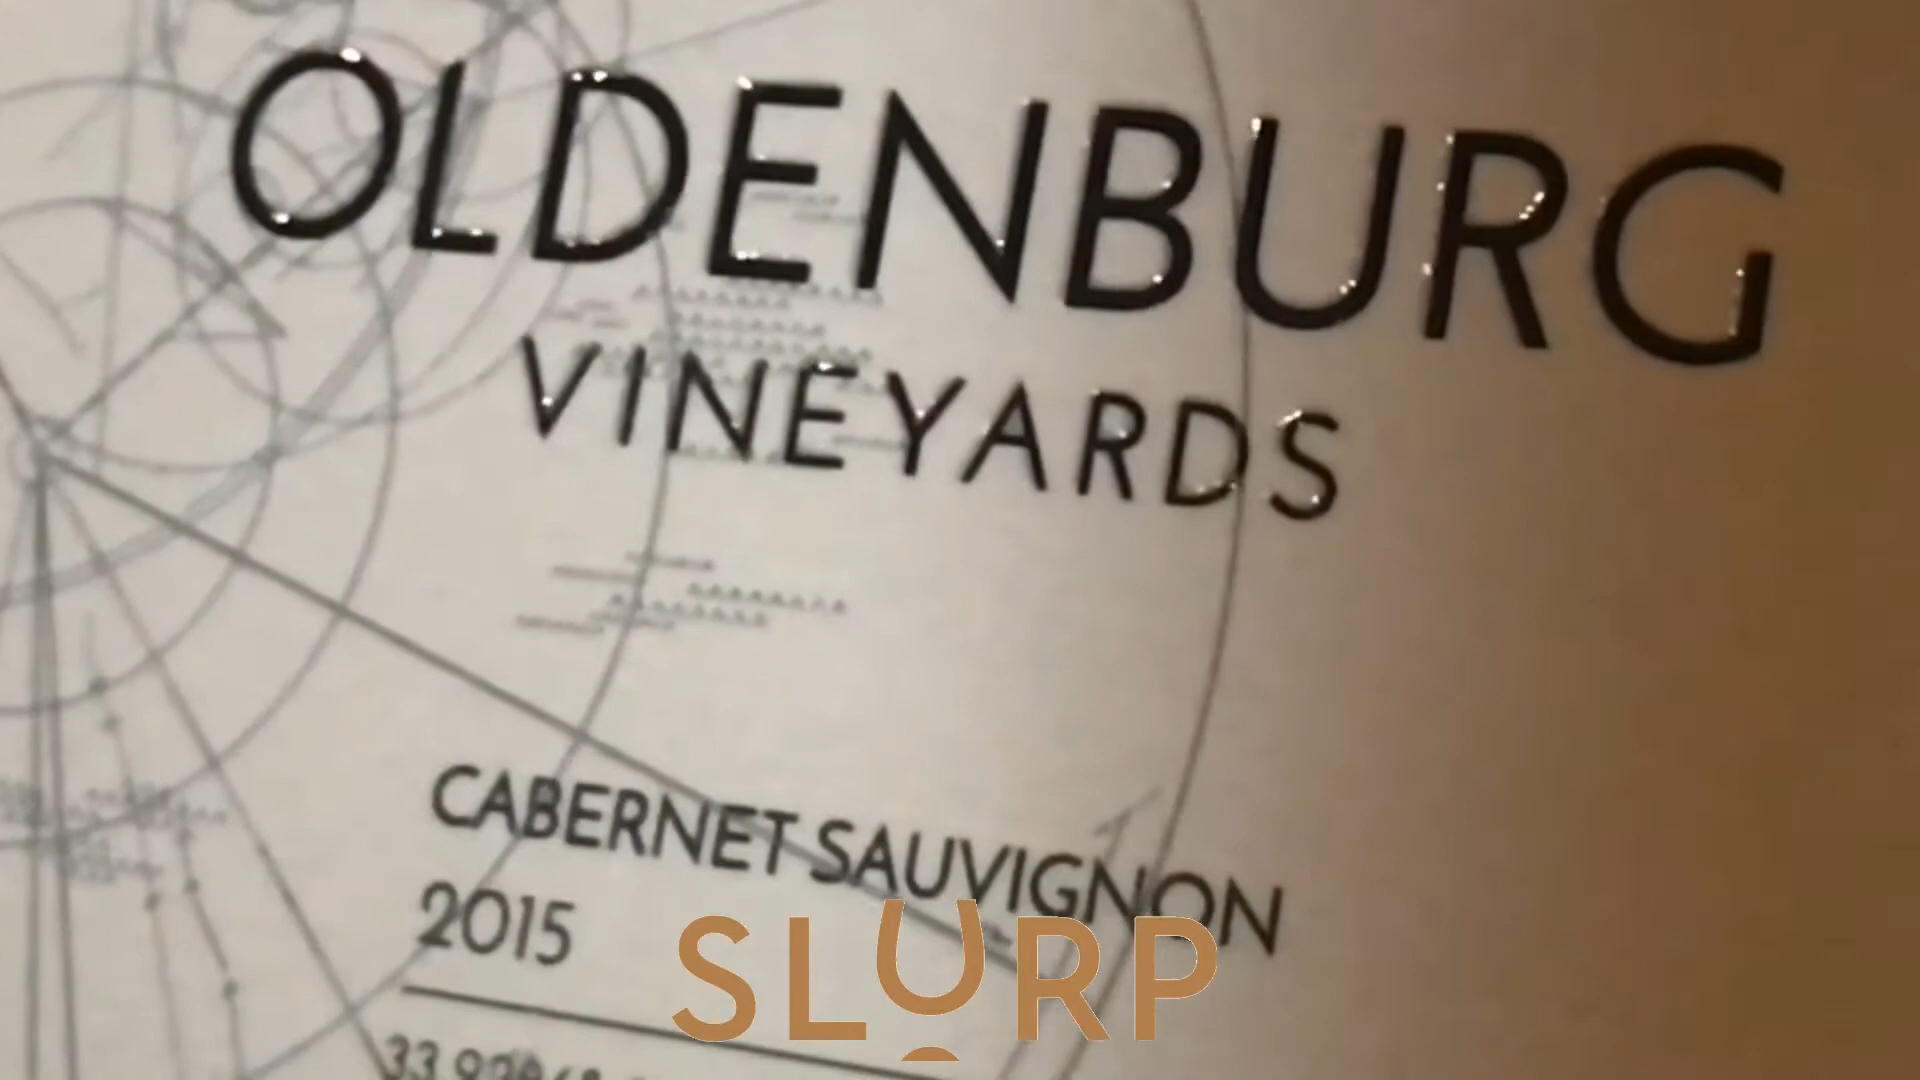 OLDENBURG
VINEYARDS
CABERNET SAUVIGNON
2015
SLURP